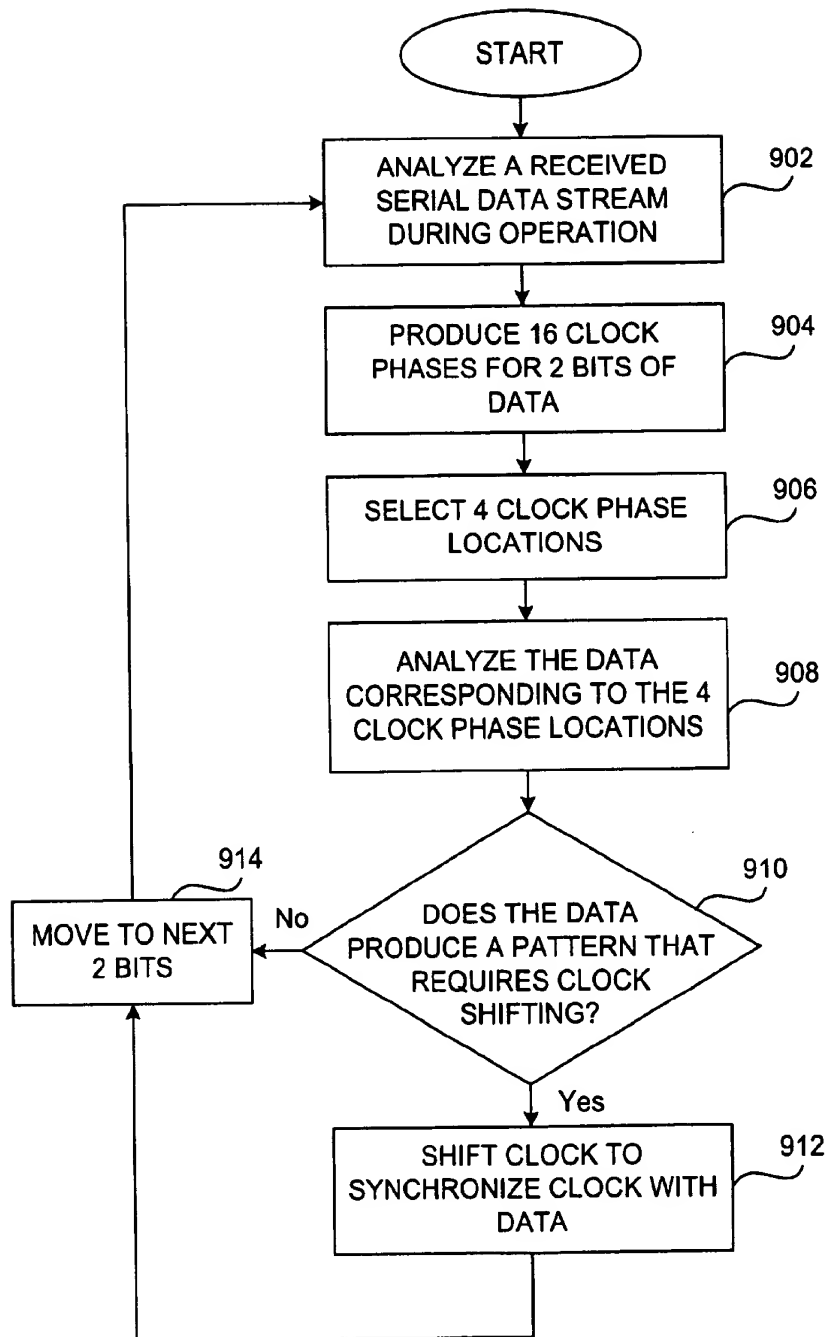 START
902
ANALYZE A RECEIVED
SERIAL DATA STREAM
DURING OPERATION
904
PRODUCE 16 CLOCK
PHASES FOR 2 BITS OF
DATA
906
SELECT 4 CLOCK PHASE
LOCATIONS
908
ANALYZE THE DATA
CORRESPONDING TO THE 4
CLOCK PHASE LOCATIONS
910
DOES THE DATA
PRODUCE A PATTERN THAT
REQUIRES CLOCK
SHIFTING?
No
914
MOVE TO NEXT
2 BITS
Yes
912
SHIFT CLOCK TO
SYNCHRONIZE CLOCK WITH
DATA